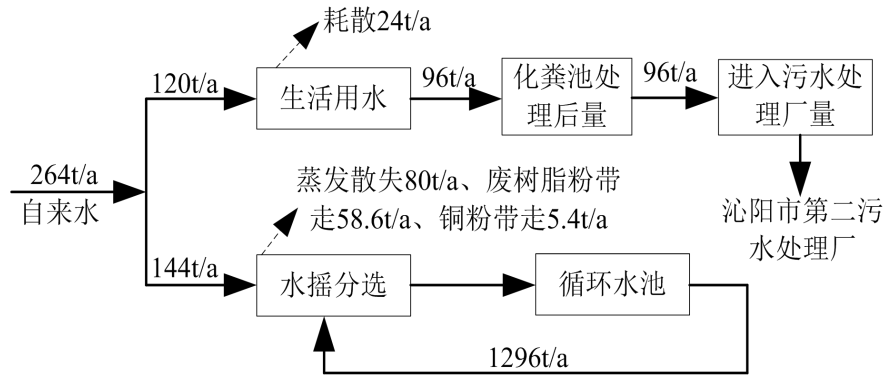 耗散24t/a
120t/a
生活用水
96t/a
化粪池处
理后量
96t/a
进入污水处
理厂量
264t/a
自来水
蒸发散失80t/a、废树脂粉带
走58.6t/a、铜粉带走5.4t/a
沁阳市第二污
水处理厂
144t/a
水摇分选
循环水池
1296t/a